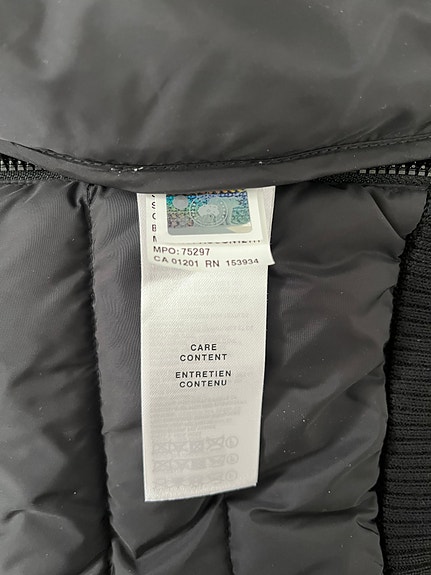 MPO: 75297
CA 01201 RN 153934
CARE
CONTENT
ENTRETIEN
CONTENU